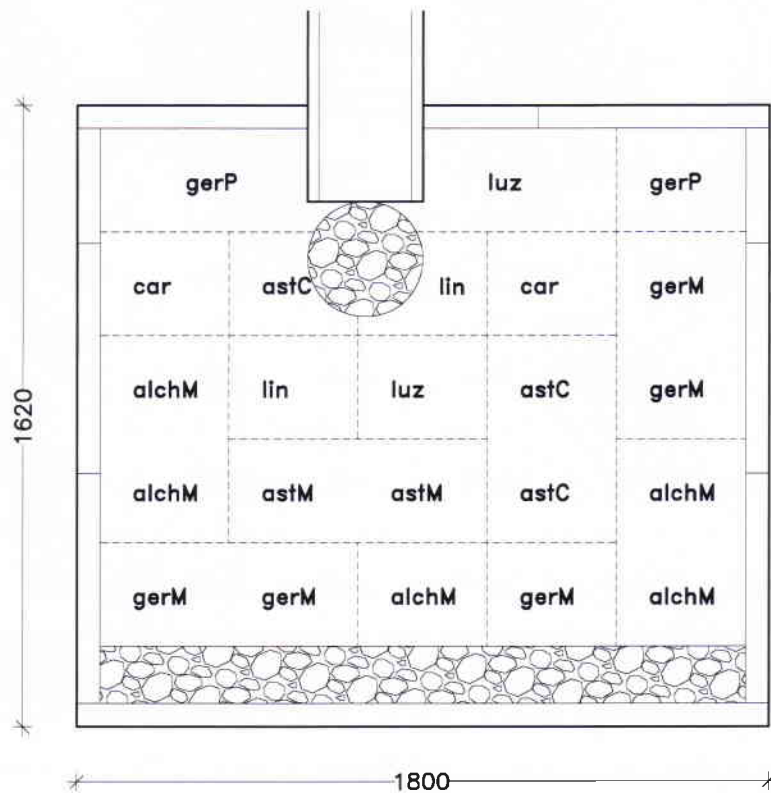 gerP luz gerP
car astC lin car gerM
alchM lin luz astC gerM
1620
alchM astM astM astC alchM
gerM gerM alchM gerM alchM
1800